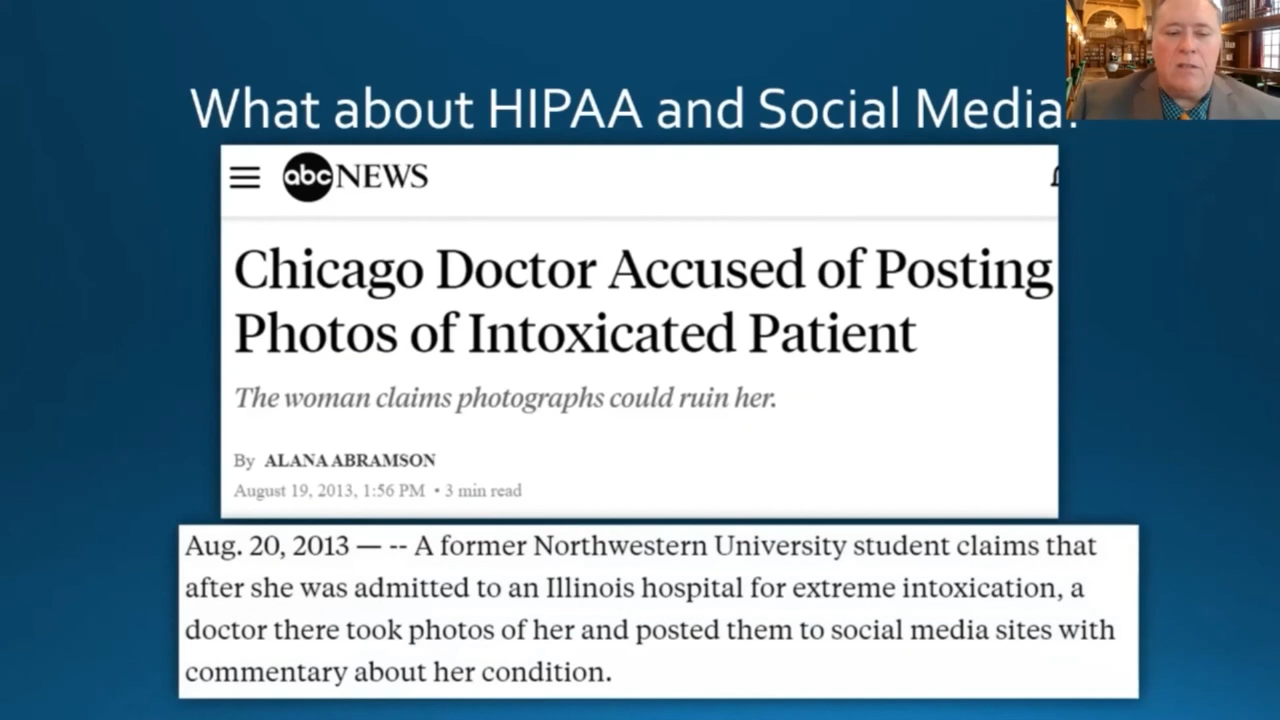 What about HIPAA and Social Media?
abc NEWS
Chicago Doctor Accused of Posting
Photos of Intoxicated Patient
The woman claims photographs could ruin her.
By ALANA ABRAMSON
August 19, 2013, 1:56 PM • 3 min read
Aug. 20, 2013 — -- A former Northwestern University student claims that
after she was admitted to an Illinois hospital for extreme intoxication, a
doctor there took photos of her and posted them to social media sites with
commentary about her condition.